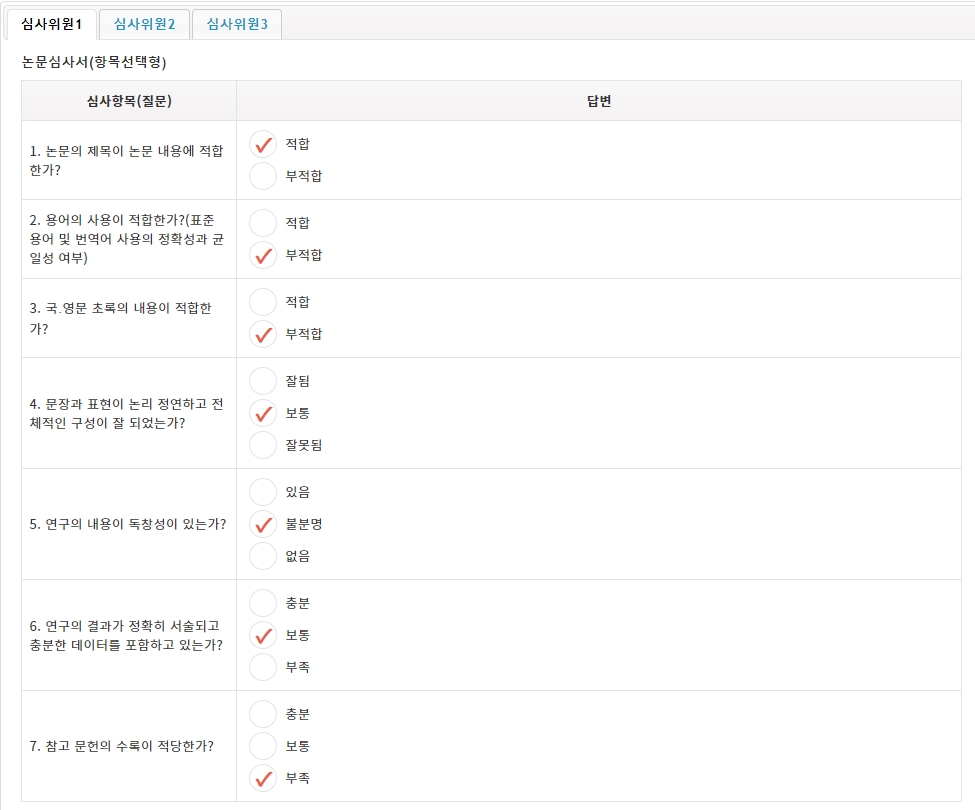 심사위원1 심사위원2 심사위원3
논문심사서(항목선택형)
심사항목(질문) 답변
1. 논문의 제목이 논문 내용에 적합
한가?
적합
부적합
2. 용어의 사용이 적합한가?(표준
용어 및 번역어 사용의 정확성과 균
일성 여부)
적합
부적합
3. 국.영문 초록의 내용이 적합한
가?
적합
부적합
4. 문장과 표현이 논리 정연하고 전
체적인 구성이 잘 되었는가?
잘됨
보통
잘못됨
5. 연구의 내용이 독창성이 있는가?
있음
불분명
없음
6. 연구의 결과가 정확히 서술되고
충분한 데이터를 포함하고 있는가?
충분
보통
부족
7. 참고 문헌의 수록이 적당한가?
충분
보통
부족